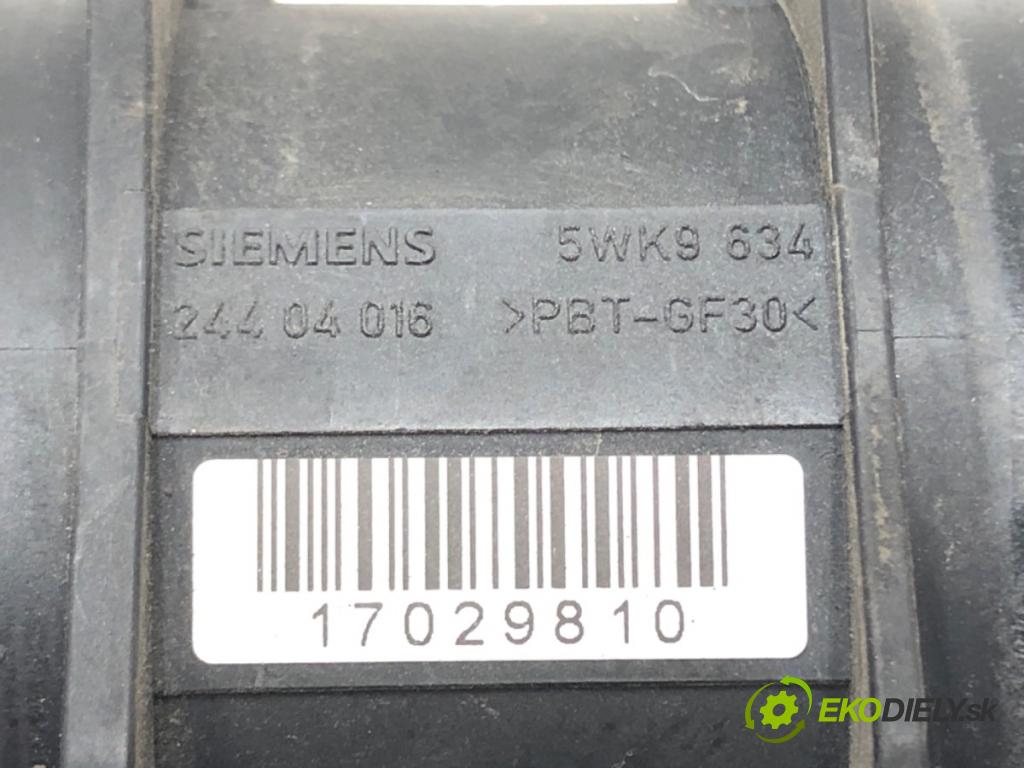 SIEMENS 5WK9 634
244 04 016 >PBT-GF30<
17029810
EKODIELY.sk